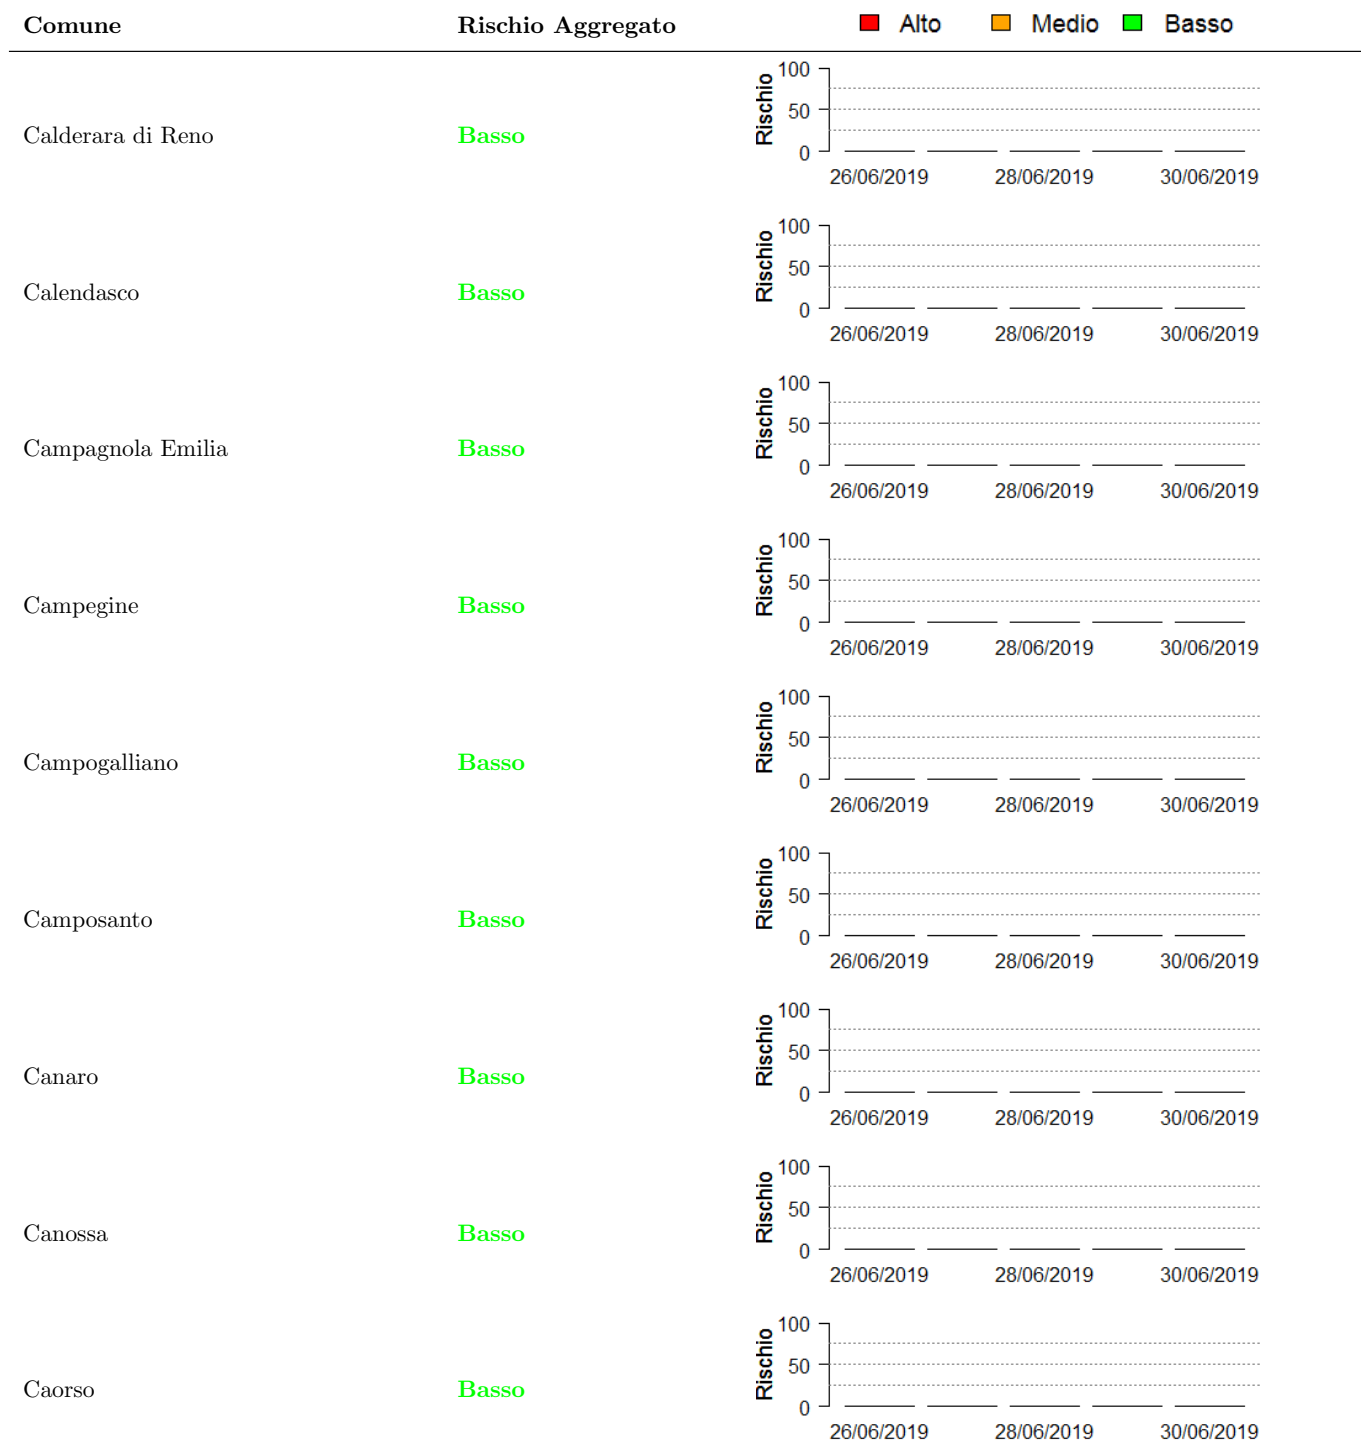 Comune Rischio Aggregato Alto Medio Basso
100
50
0
Rischio
Calderara di Reno Basso
26/06/2019 28/06/2019 30/06/2019
100
50
0
Rischio
Calendasco Basso
26/06/2019 28/06/2019 30/06/2019
100
50
0
Rischio
Campagnola Emilia Basso
26/06/2019 28/06/2019 30/06/2019
100
50
0
Rischio
Campegine Basso
26/06/2019 28/06/2019 30/06/2019
100
50
0
Rischio
Campogalliano Basso
26/06/2019 28/06/2019 30/06/2019
100
50
0
Rischio
Camposanto Basso
26/06/2019 28/06/2019 30/06/2019
100
50
0
Rischio
Canaro Basso
26/06/2019 28/06/2019 30/06/2019
100
50
0
Rischio
Canossa Basso
26/06/2019 28/06/2019 30/06/2019
100
50
0
Rischio
Caorso Basso
26/06/2019 28/06/2019 30/06/2019